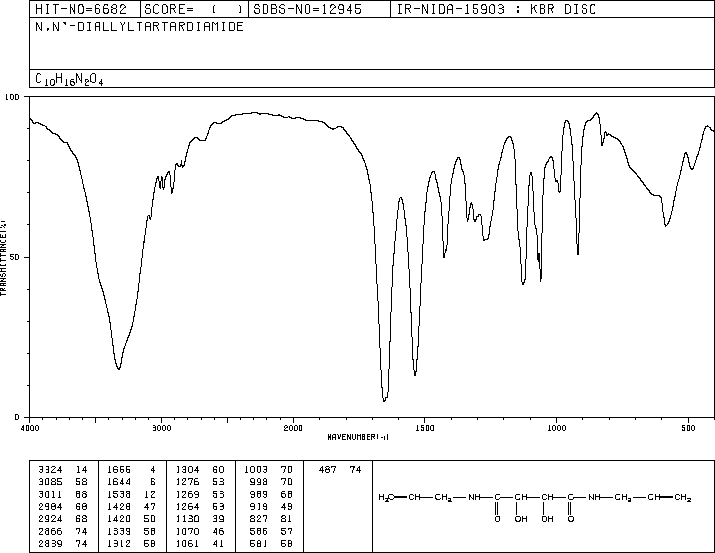 HIT-NO=6682 SCORE= ( ) SDBS-NO=12945 IR-NIDA-15903 : KBR DISC
N,N'-DIALLYLTARTARDIAMIDE
C10H16N2O4
100
50
0
TRANSMITTANCE(%)
4000 3000 2000 1500 1000 500
WAVENUMBER(-1)
3324 14 1656 4 1304 60 1003 70 487 74
3085 58 1644 6 1276 53 998 70
3011 68 1538 12 1269 53 989 68
2984 68 1428 47 1264 53 919 49
2924 68 1420 50 1130 39 827 81
2866 74 1339 58 1070 46 586 57
2839 74 1312 58 1061 41 581 58
H2C CH CH2 NH C CH CH C NH CH2 CH CH2
O OH OH O